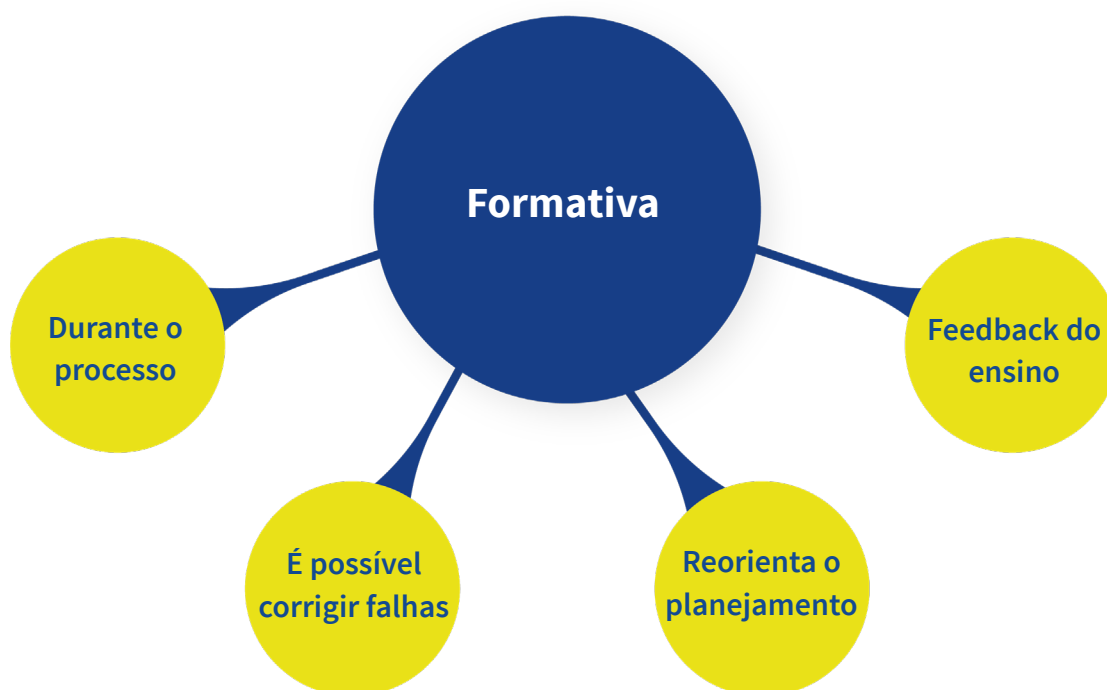 Formativa
Durante o
processo
É possível
corrigir falhas
Reorienta o
planejamento
Feedback do
ensino